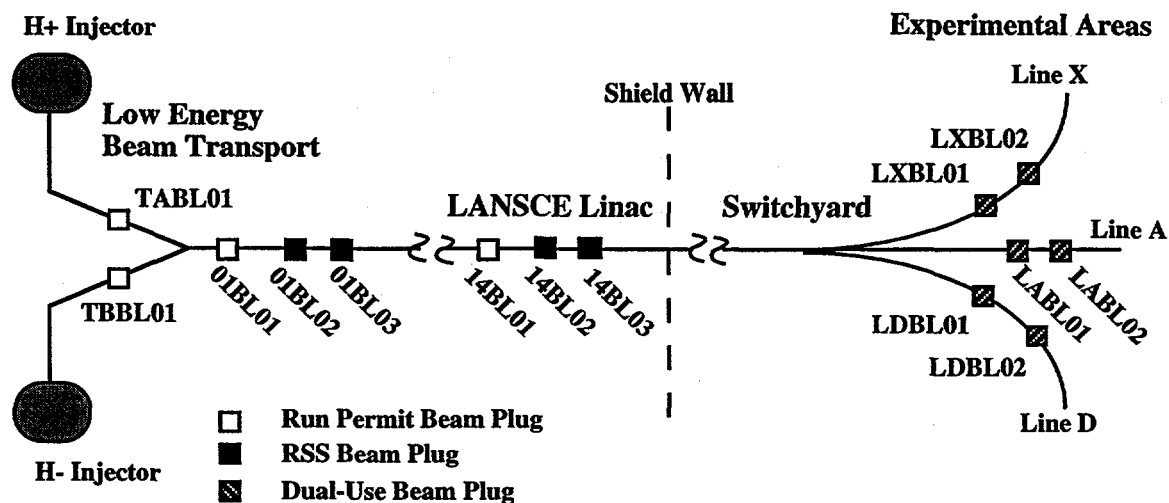 H+ Injector
Experimental Areas
Line X
Low Energy
Beam Transport
Shield Wall
LXBL02
LXBL01
TABL01
LANSCE Linac
Switchyard
Line A
TBBL01
01BL01
01BL02
01BL03
14BL01
14BL02
14BL03
LABL01
LABL02
LDBL01
LDBL02
Line D
H- Injector
Run Permit Beam Plug
RSS Beam Plug
Dual-Use Beam Plug